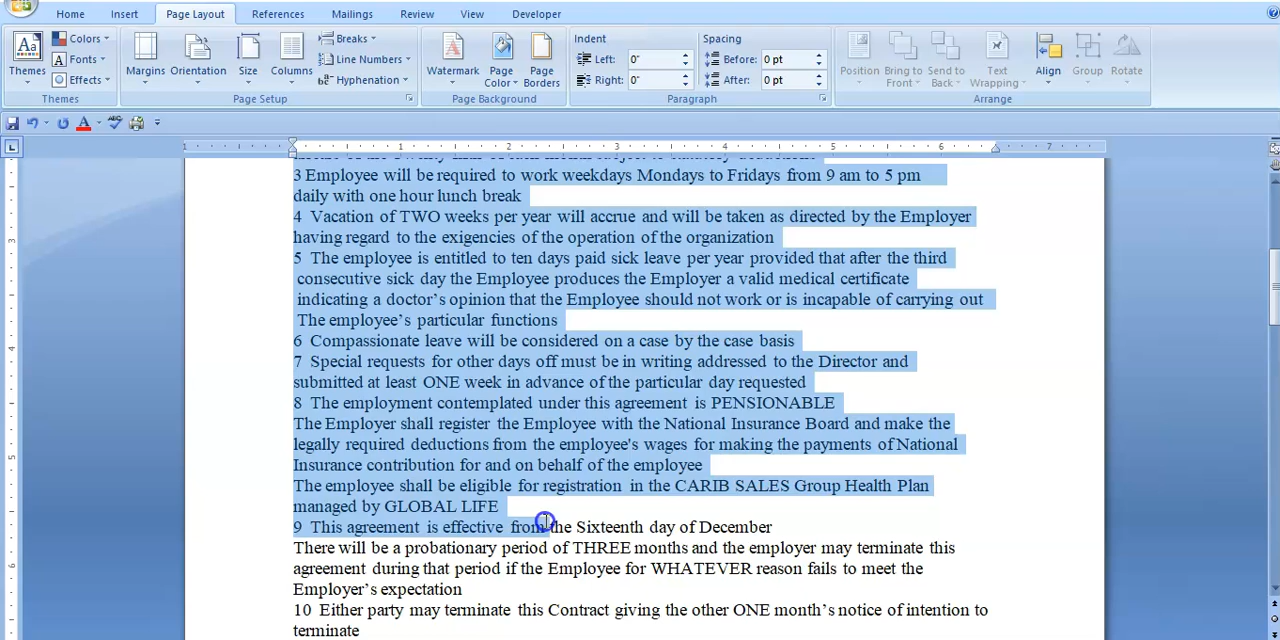 Home Insert Page Layout References Mailings Review View Developer
Themes
Colors
Fonts
Effects
Themes
Margins Orientation Size Columns
Breaks
Line Numbers
Hyphenation
Page Setup
Watermark Page Color Page Borders
Page Background
Indent
Left: 0"
Right: 0"
Spacing
Before: 0 pt
After: 0 pt
Paragraph
Position Bring to Front Send to Back Text Wrapping Align Group Rotate
Arrange
1 1 2 3 4 5 6 7
3 Employee will be required to work weekdays Mondays to Fridays from 9 am to 5 pm
daily with one hour lunch break
4 Vacation of TWO weeks per year will accrue and will be taken as directed by the Employer
having regard to the exigencies of the operation of the organization
5 The employee is entitled to ten days paid sick leave per year provided that after the third
consecutive sick day the Employee produces the Employer a valid medical certificate
indicating a doctor's opinion that the Employee should not work or is incapable of carrying out
The employee's particular functions
6 Compassionate leave will be considered on a case by the case basis
7 Special requests for other days off must be in writing addressed to the Director and
submitted at least ONE week in advance of the particular day requested
8 The employment contemplated under this agreement is PENSIONABLE
The Employer shall register the Employee with the National Insurance Board and make the
legally required deductions from the employee's wages for making the payments of National
Insurance contribution for and on behalf of the employee
The employee shall be eligible for registration in the CARIB SALES Group Health Plan
managed by GLOBAL LIFE
9 This agreement is effective from the Sixteenth day of December
There will be a probationary period of THREE months and the employer may terminate this
agreement during that period if the Employee for WHATEVER reason fails to meet the
Employer's expectation
10 Either party may terminate this Contract giving the other ONE month's notice of intention to
terminate